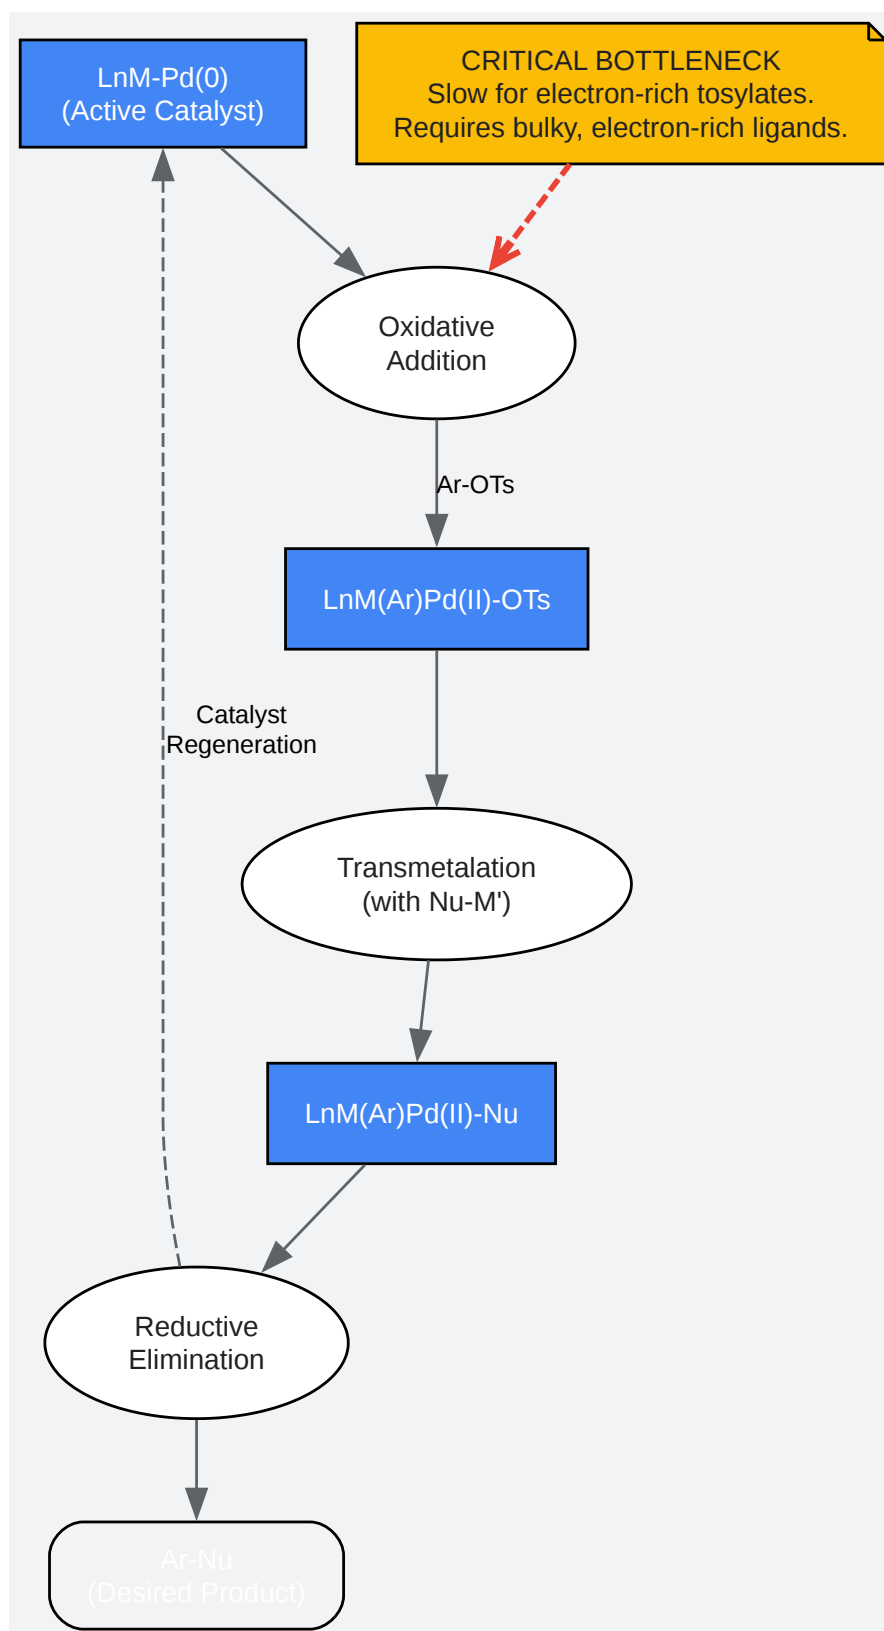 LnM-Pd(0)
(Active Catalyst)
CRITICAL BOTTLENECK
Slow for electron-rich tosylates.
Requires bulky, electron-rich ligands.
Oxidative
Addition
Ar-OTs
LnM(Ar)Pd(II)-OTs
Catalyst
Regeneration
Transmetalation
(with Nu-M')
LnM(Ar)Pd(II)-Nu
Reductive
Elimination
Ar-Nu
(Desired Product)